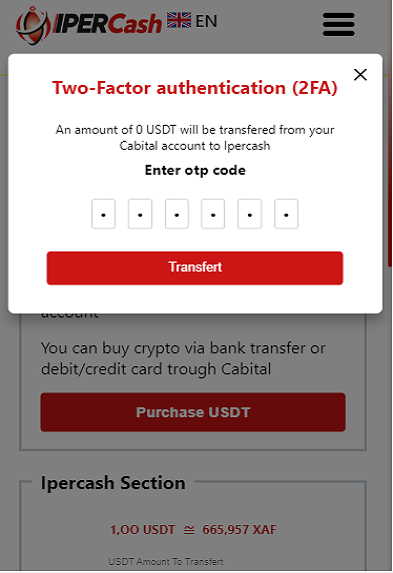 IPERCash EN
Two-Factor authentication (2FA)
An amount of 0 USDT will be transfered from your
Cabital account to Ipercash
Enter otp code
Transfert
account
You can buy crypto via bank transfer or
debit/credit card trough Cabital
Purchase USDT
Ipercash Section
1,00 USDT ≅ 665,957 XAF
USDT Amount To Transfert